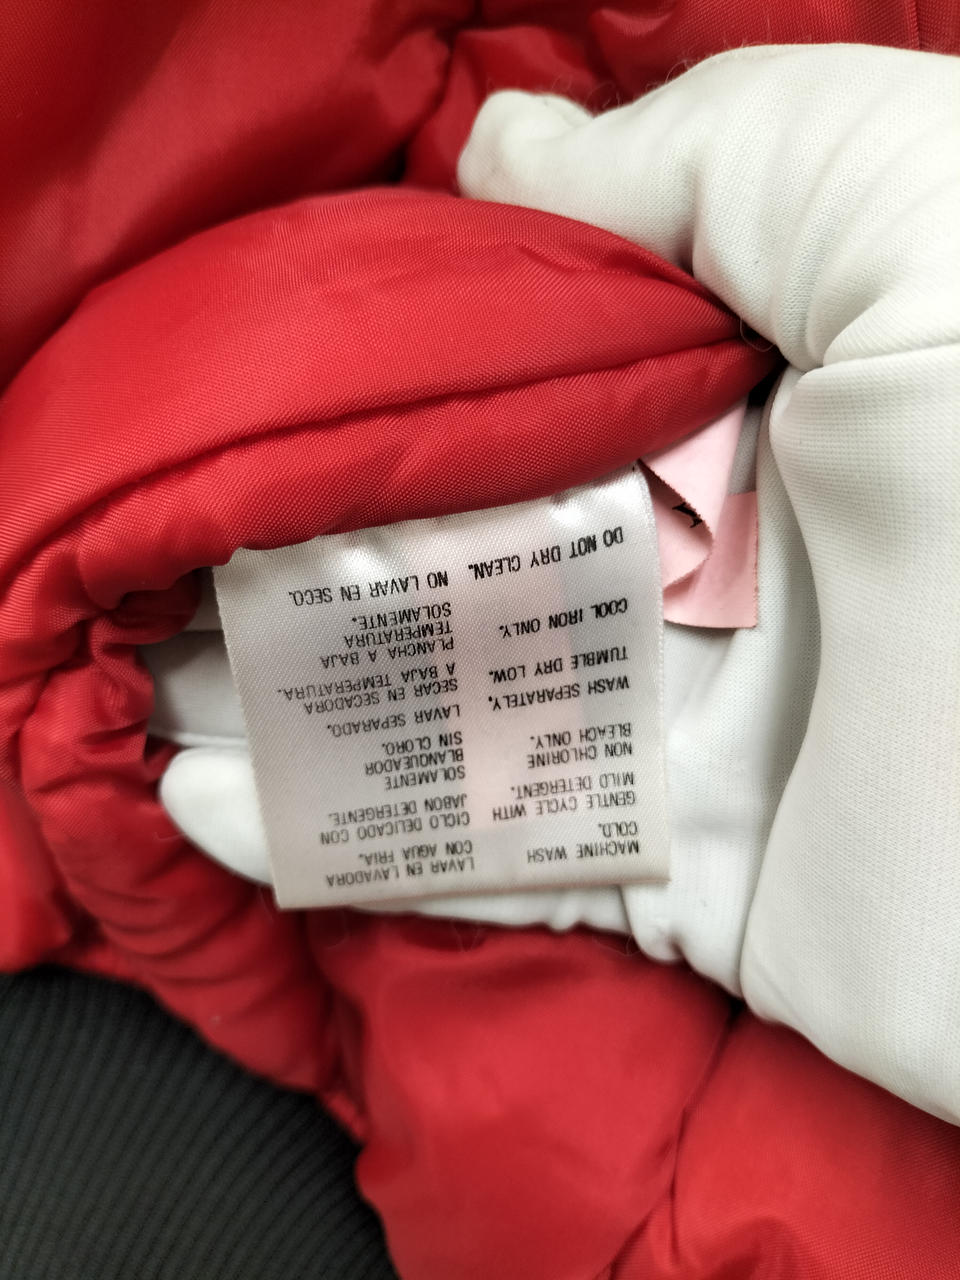 MACHINE WASH
COLD.
GENTLE CYCLE WITH
MILD DETERGENT.
NON CHLORINE
BLEACH ONLY.
WASH SEPARATELY.
TUMBLE DRY LOW.
COOL IRON ONLY.
DO NOT DRY CLEAN.
LAVAR EN LAVADORA
CON AGUA FRIA.
CICLO DELICADO CON
JABON DETERGENTE.
SOLAMENTE
BLANQUEADOR
SIN CLORO.
LAVAR SEPARADO.
SECAR EN SECADORA
A BAJA TEMPERATURA.
PLANCHA A BAJA
TEMPERATURA
SOLAMENTE.
NO LAVAR EN SECO.